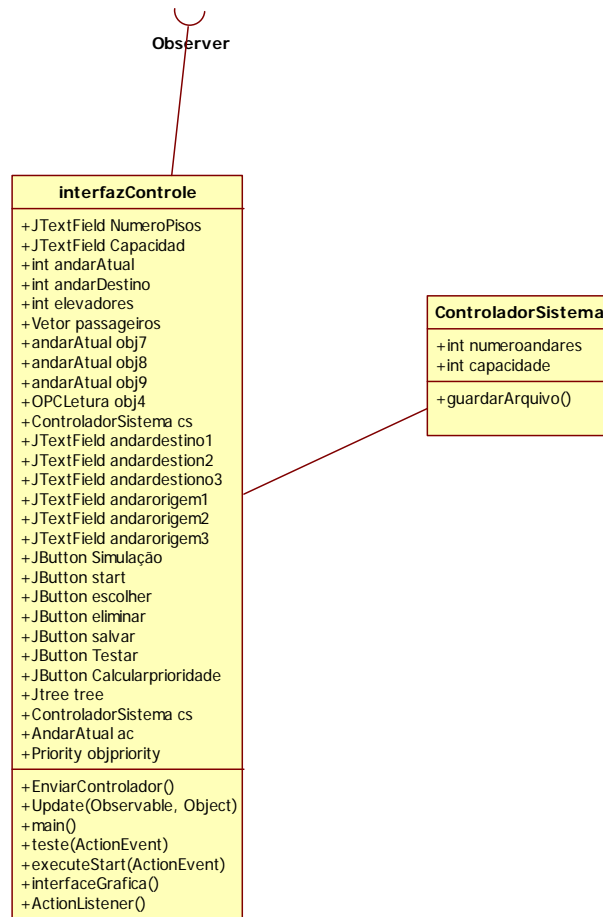 Observer
interfazControle
+JTextField NumeroPisos
+JTextField Capacidad
+int andarAtual
+int andarDestino
+int elevadores
+Vetor passageiros
+andarAtual obj7
+andarAtual obj8
+andarAtual obj9
+OPCLetura obj4
+ControladorSistema cs
+JTextField andardestino1
+JTextField andardestion2
+JTextField andardestiono3
+JTextField andarorigem1
+JTextField andarorigem2
+JTextField andarorigem3
+JButton Simulação
+JButton start
+JButton escolher
+JButton eliminar
+JButton salvar
+JButton Testar
+JButton Calcularprioridade
+Jtree tree
+ControladorSistema cs
+AndarAtual ac
+Priority objpriority
+EnviarControlador()
+Update(Observable, Object)
+main()
+teste(ActionEvent)
+executeStart(ActionEvent)
+interfaceGrafica()
+ActionListener()
ControladorSistema
+int numeroandares
+int capacidade
+guardarArquivo()